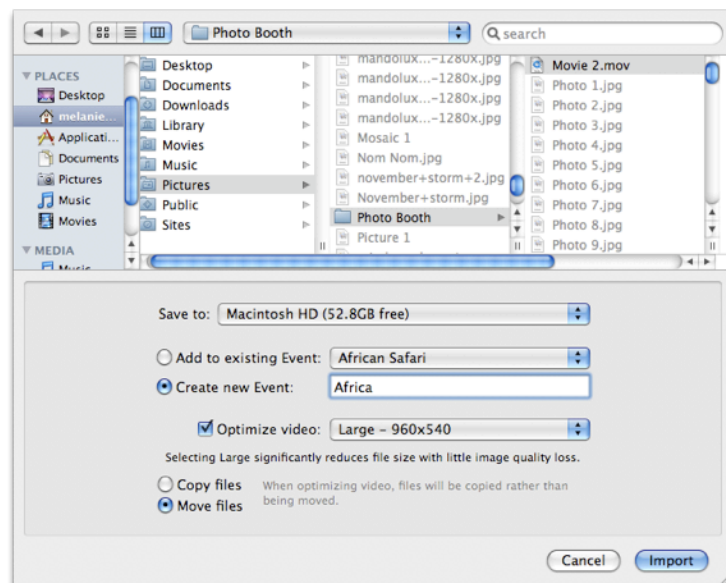 Photo Booth
search
PLACES
Desktop
melanie...
Applicati...
Documents
Pictures
Music
Movies
MEDIA
Music
Desktop
Documents
Downloads
Library
Movies
Music
Pictures
Public
Sites
mandolux...-1280x.jpg
mandolux...-1280x.jpg
mandolux...-1280x.jpg
mandolux...-1280x.jpg
Mosaic 1
Nom Nom.jpg
november+storm+2.jpg
November+storm.jpg
Photo Booth
Picture 1
Movie 2.mov
Photo 1.jpg
Photo 2.jpg
Photo 3.jpg
Photo 4.jpg
Photo 5.jpg
Photo 6.jpg
Photo 7.jpg
Photo 8.jpg
Photo 9.jpg
Save to: Macintosh HD (52.8GB free)
Add to existing Event: African Safari
Create new Event: Africa
Optimize video: Large – 960x540
Selecting Large significantly reduces file size with little image quality loss.
Copy files
Move files
When optimizing video, files will be copied rather than
being moved.
Cancel Import